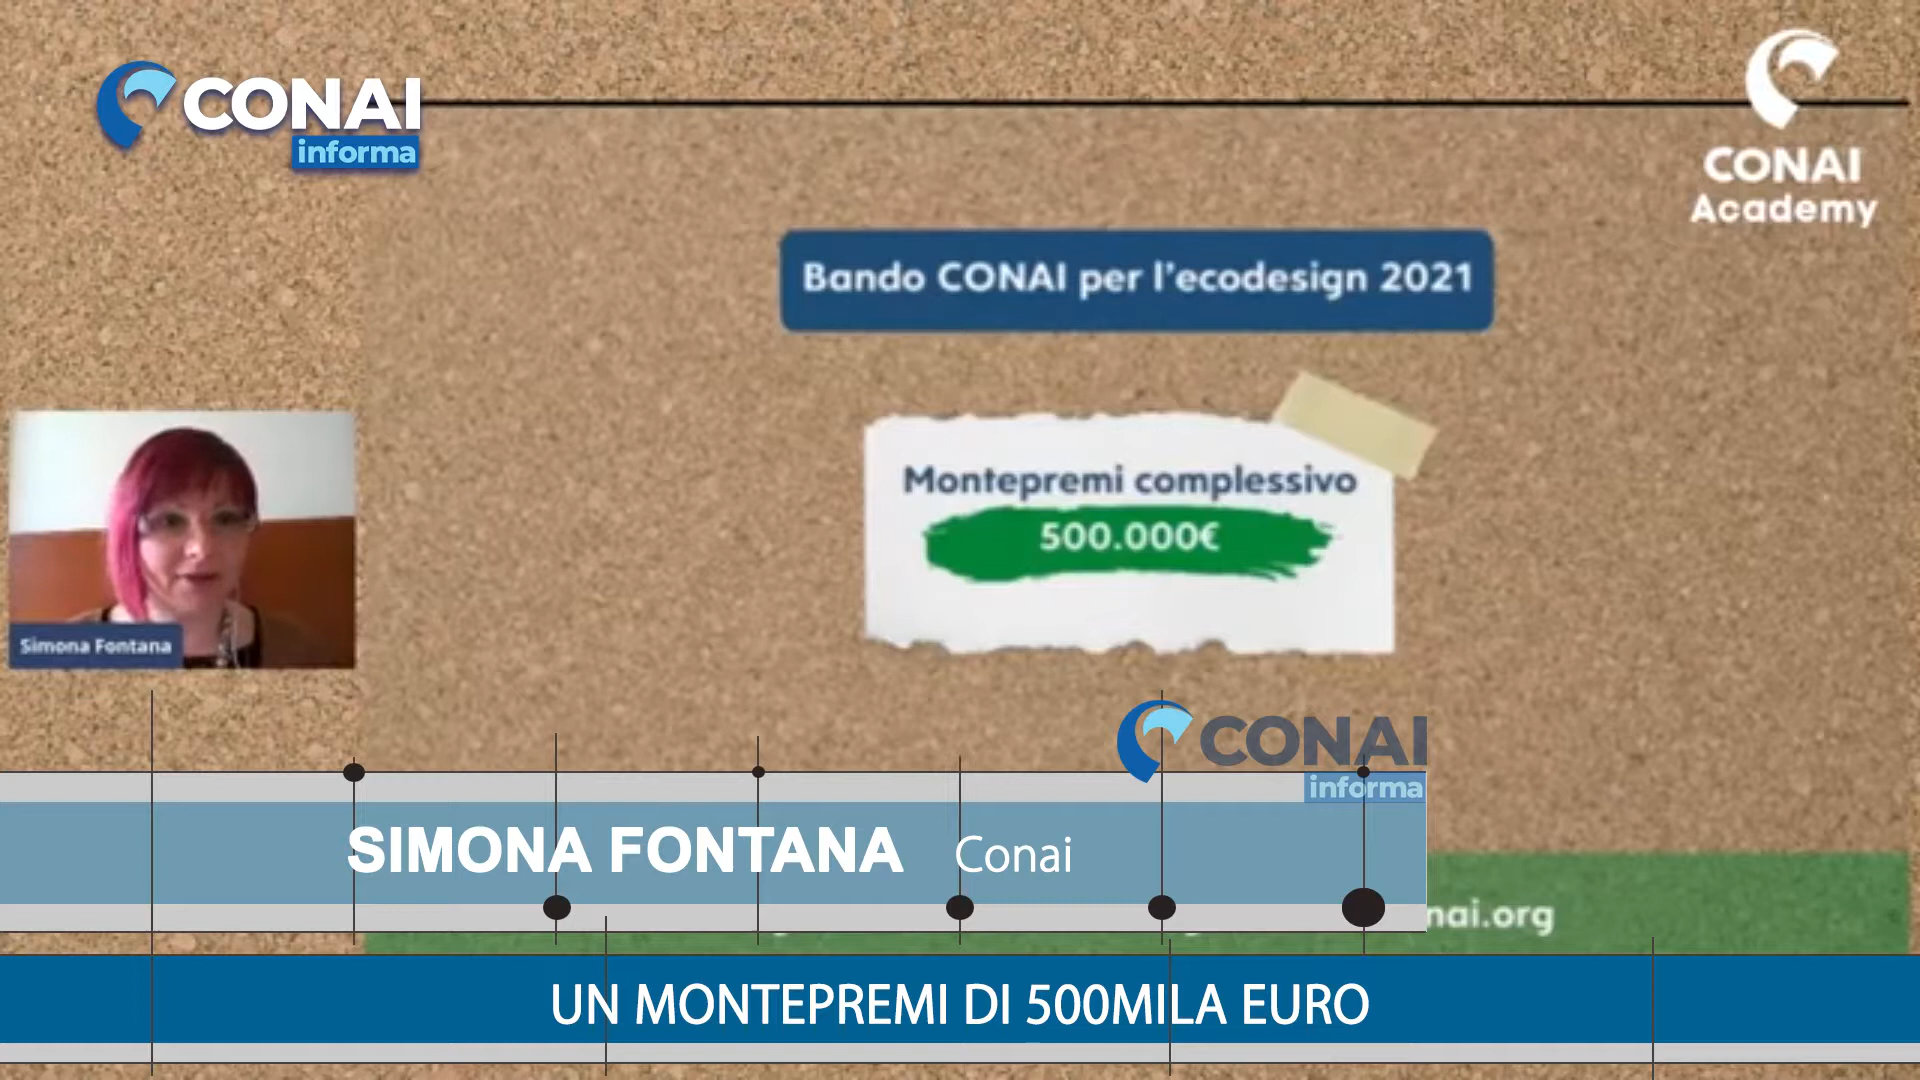 CONAI
informa
CONAI
Academy
Bando CONAI per l'ecodesign 2021
Montepremi complessivo
500.000€
Simona Fontana
CONAI
informa
SIMONA FONTANA Conai
nai.org
UN MONTEPREMI DI 500MILA EURO